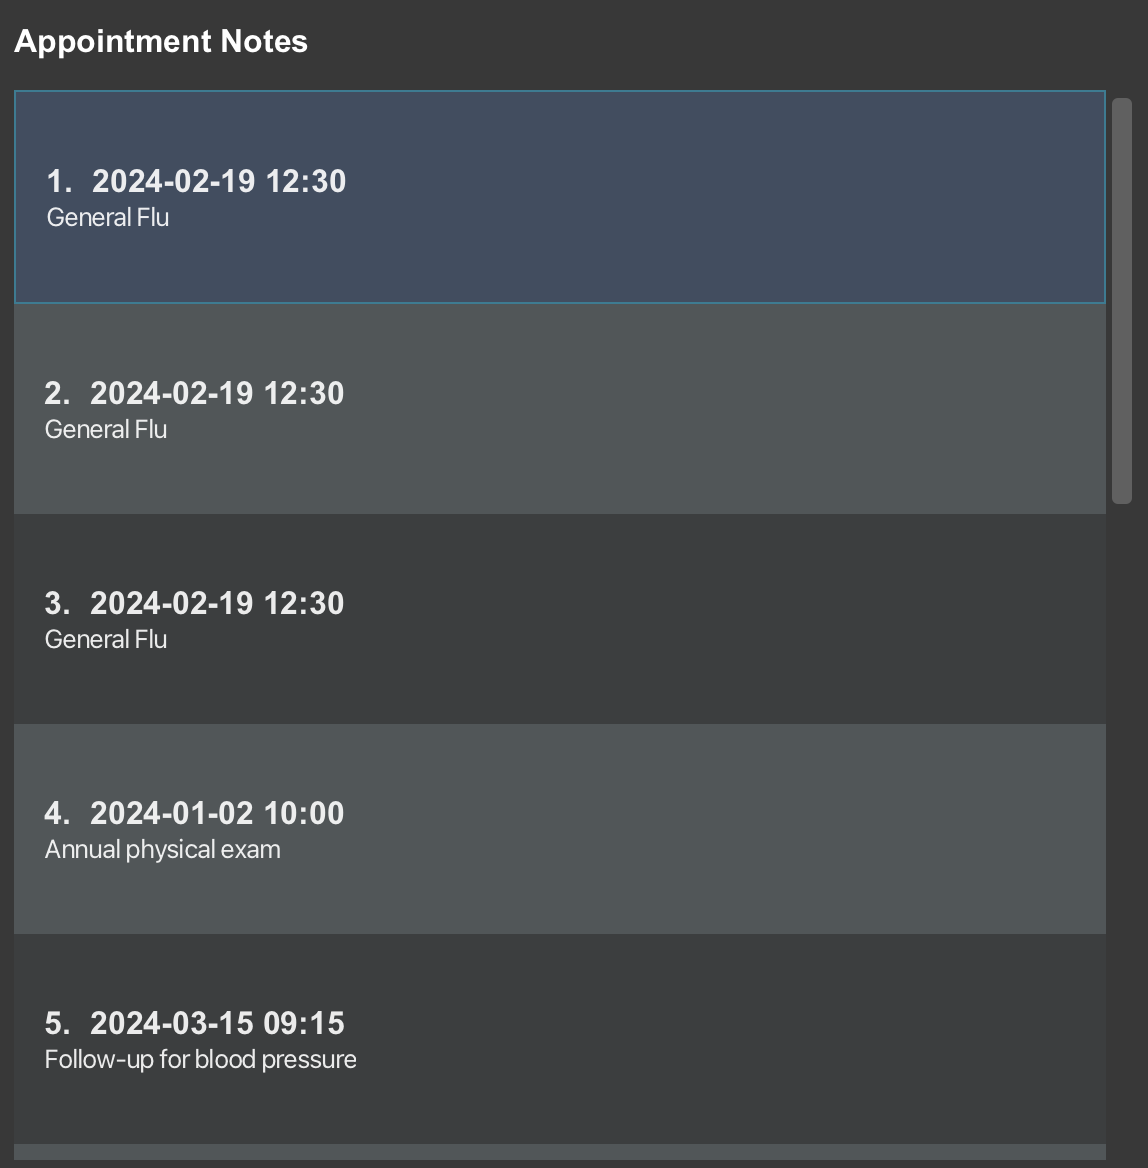 Appointment Notes
1. 2024-02-19 12:30
General Flu
2. 2024-02-19 12:30
General Flu
3. 2024-02-19 12:30
General Flu
4. 2024-01-02 10:00
Annual physical exam
5. 2024-03-15 09:15
Follow-up for blood pressure